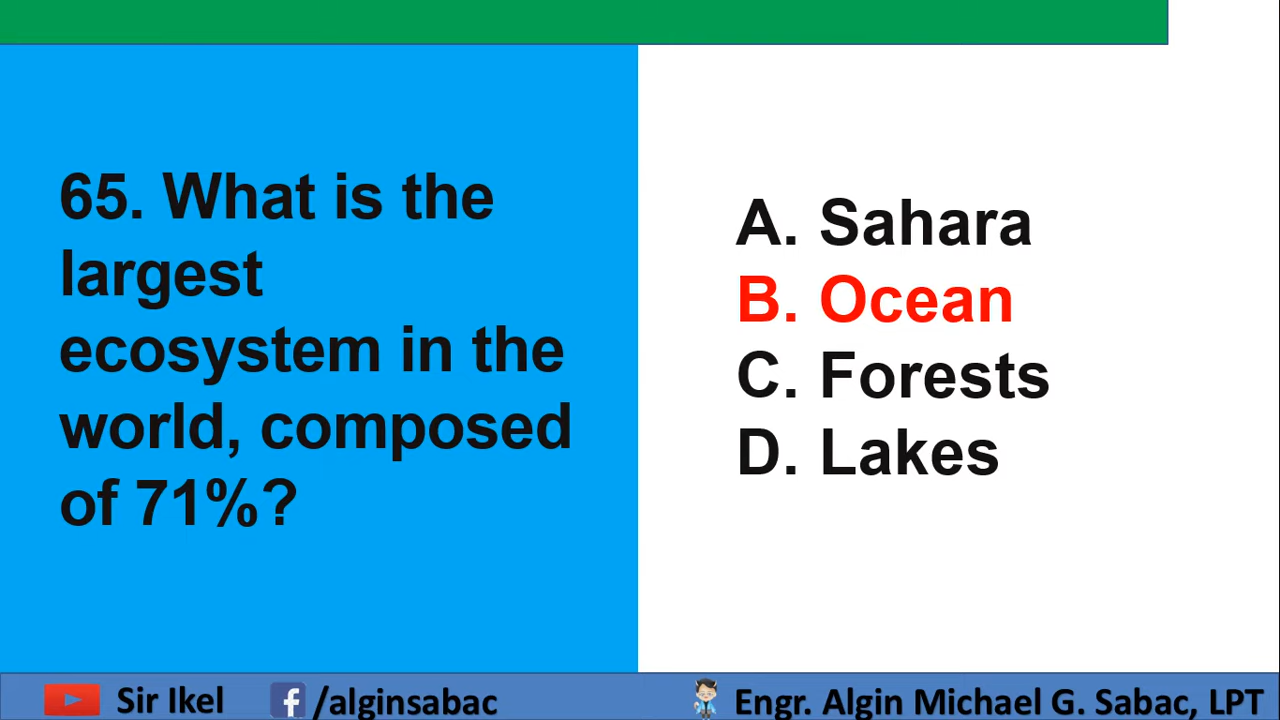 65. What is the
largest
ecosystem in the
world, composed
of 71%?
A. Sahara
B. Ocean
C. Forests
D. Lakes
Sir Ikel
/alginsabac
Engr. Algin Michael G. Sabac, LPT